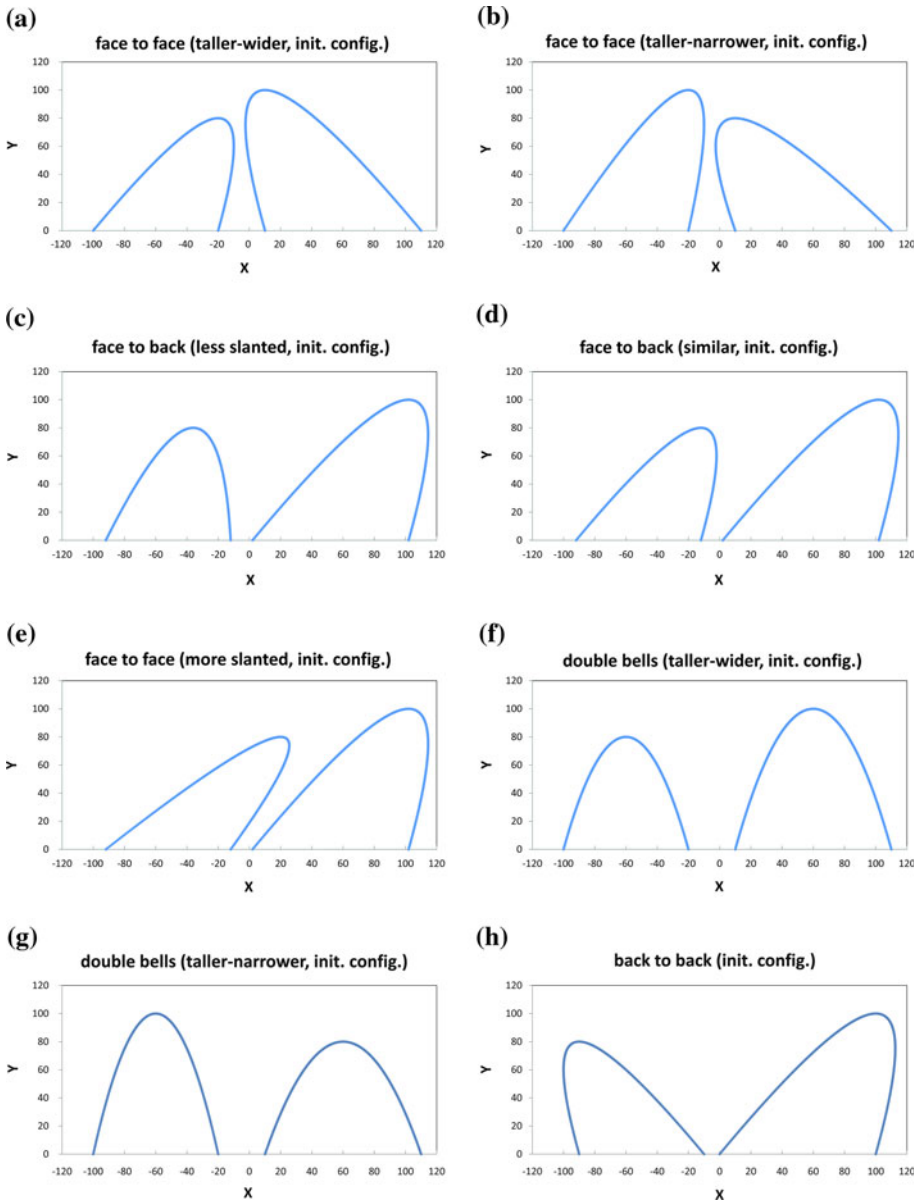 (a)
face to face (taller-wider, init. config.)
120
100
80
60
40
20
0
Y
-120 -100 -80 -60 -40 -20 0 20 40 60 80 100 120
X
(b)
face to face (taller-narrower, init. config.)
120
100
80
60
40
20
0
Y
-120 -100 -80 -60 -40 -20 0 20 40 60 80 100 120
X
(c)
face to back (less slanted, init. config.)
120
100
80
60
40
20
0
Y
-120 -100 -80 -60 -40 -20 0 20 40 60 80 100 120
X
(d)
face to back (similar, init. config.)
120
100
80
60
40
20
0
Y
-120 -100 -80 -60 -40 -20 0 20 40 60 80 100 120
X
(e)
face to face (more slanted, init. config.)
120
100
80
60
40
20
0
Y
-120 -100 -80 -60 -40 -20 0 20 40 60 80 100 120
X
(f)
double bells (taller-wider, init. config.)
120
100
80
60
40
20
0
Y
-120 -100 -80 -60 -40 -20 0 20 40 60 80 100 120
X
(g)
double bells (taller-narrower, init. config.)
120
100
80
60
40
20
0
Y
-120 -100 -80 -60 -40 -20 0 20 40 60 80 100 120
X
(h)
back to back (init. config.)
120
100
80
60
40
20
0
Y
-120 -100 -80 -60 -40 -20 0 20 40 60 80 100 120
X